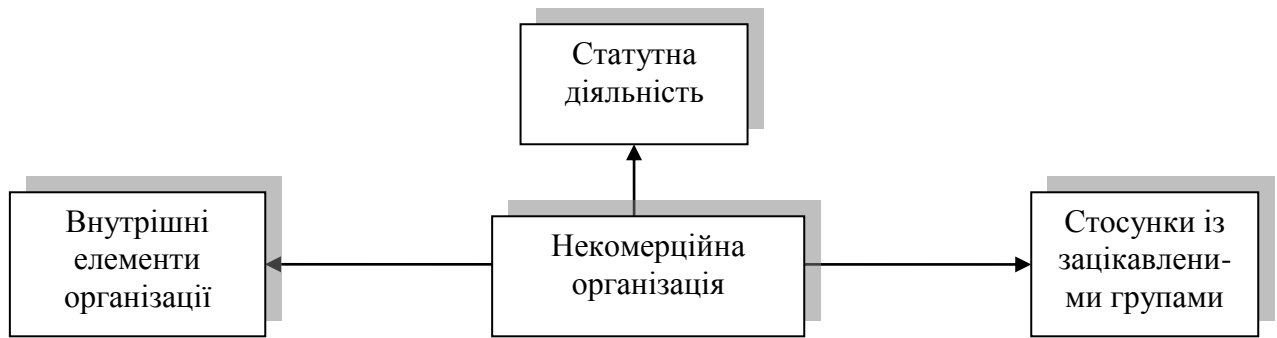 Статутна
діяльність
Внутрішні
елементи
організації
Некомерційна
організація
Стосунки із
зацікавлени-
ми групами